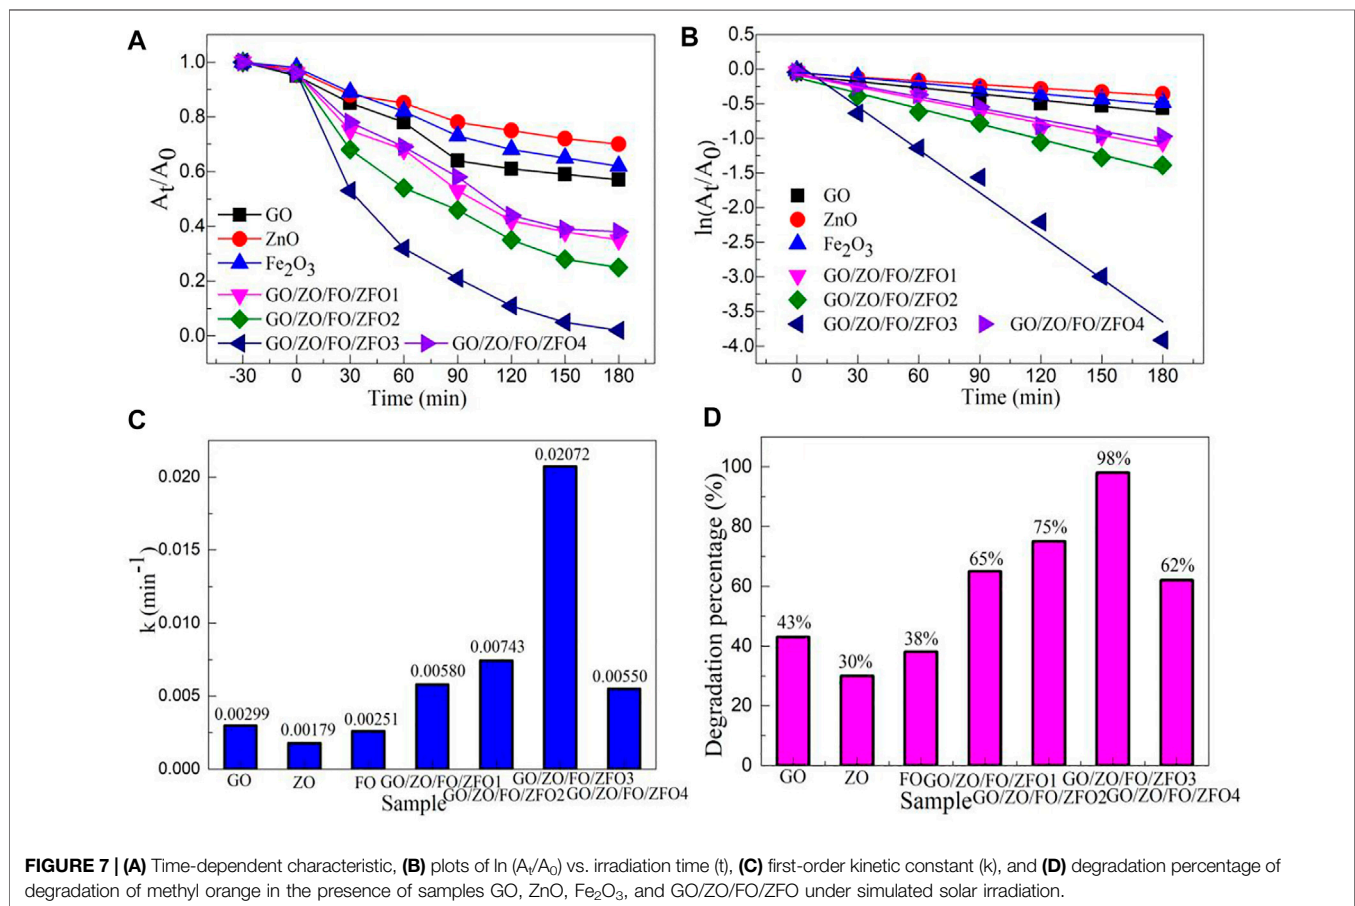 A
A_t/A_0
1.0
0.8
0.6
0.4
0.2
0.0
GO
ZnO
Fe₂O₃
GO/ZO/FO/ZFO1
GO/ZO/FO/ZFO2
GO/ZO/FO/ZFO3 GO/ZO/FO/ZFO4
-30 0 30 60 90 120 150 180
Time (min)
B
ln(A_t/A_0)
0.5
0.0
-0.5
-1.0
-1.5
-2.0
-2.5
-3.0
-3.5
-4.0
GO
ZnO
Fe₂O₃
GO/ZO/FO/ZFO1
GO/ZO/FO/ZFO2
GO/ZO/FO/ZFO3 GO/ZO/FO/ZFO4
0 30 60 90 120 150 180
Time (min)
C
k (min⁻¹)
0.020
0.015
0.010
0.005
0.000
0.00299
0.00179
0.00251
0.00580
0.00743
0.02072
0.00550
GO ZO FO GO/ZO/FO/ZFO1 GO/ZO/FO/ZFO3
GO/ZO/FO/ZFO2 GO/ZO/FO/ZFO4
Sample
D
Degradation percentage (%)
100
80
60
40
20
0
43%
30%
38%
65%
75%
98%
62%
GO ZO FO GO/ZO/FO/ZFO1 GO/ZO/FO/ZFO3
GO/ZO/FO/ZFO2 GO/ZO/FO/ZFO4
Sample
FIGURE 7 | (A) Time-dependent characteristic, (B) plots of ln (Aₜ/A₀) vs. irradiation time (t), (C) first-order kinetic constant (k), and (D) degradation percentage of
degradation of methyl orange in the presence of samples GO, ZnO, Fe₂O₃, and GO/ZO/FO/ZFO under simulated solar irradiation.